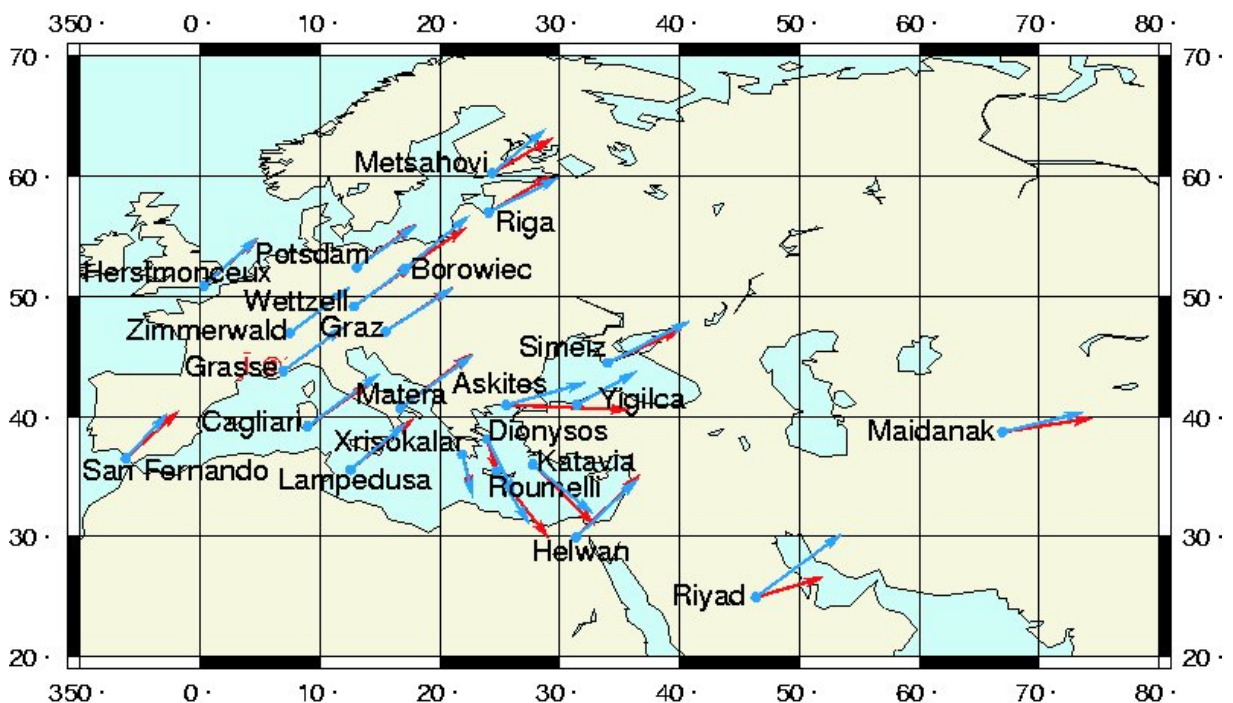 350· 0· 10· 20· 30· 40· 50· 60· 70· 80·
70· 70·
Metsahovi
60· 60·
Riga
Potsdam
Herstmonceux Borowiec
50· Wettzell 50·
Zimmerwald Graz
Simeiz
Grasse
Askites Yigilca
Matera
40· Cagliari 40·
Xrisokalar Dionysos Maidanak
San Fernando Lampedusa Katavia
Roumelli
30· 30·
Helwan
Riyad
20· 20·
350· 0· 10· 20· 30· 40· 50· 60· 70· 80·